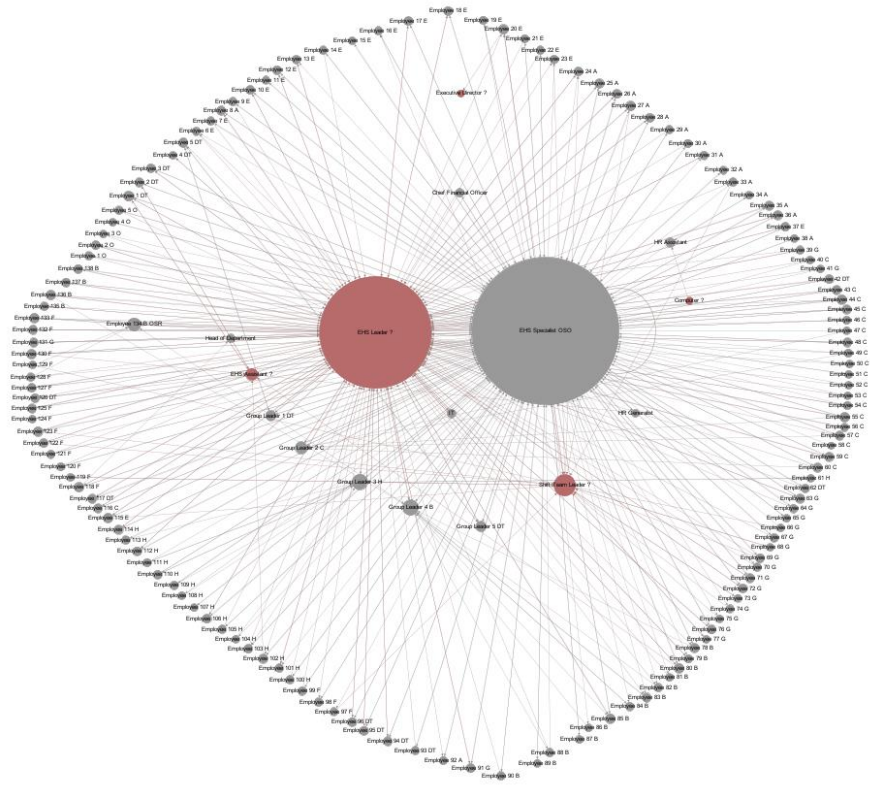 Employee 18 E
Employee 17 E
Employee 19 E
Employee 16 E
Employee 20 E
Employee 15 E
Employee 21 E
Employee 14 E
Employee 22 E
Employee 13 E
Employee 23 E
Employee 12 E
Employee 24 A
Employee 11 E
Employee 25 A
Employee 10 E
Executive Director ?
Employee 26 A
Employee 9 E
Employee 27 A
Employee 8 A
Employee 28 A
Employee 7 E
Employee 6 E
Employee 29 A
Employee 5 DT
Employee 30 A
Employee 4 DT
Employee 31 A
Employee 3 DT
Employee 32 A
Employee 2 DT
Employee 33 A
Employee 1 DT
Chief Financial Officer
Employee 34 A
Employee 5 O
Employee 35 A
Employee 4 O
Employee 36 A
Employee 3 O
Employee 37 E
Employee 2 O
Employee 38 A
HR Assistant
Employee 1 O
Employee 39 G
Employee 40 C
Employee 138 B
Employee 41 G
Employee 137 B
Employee 42 DT
Employee 136 B
Employee 43 C
Employee 44 C
Computer ?
Employee 135 B
Employee 45 C
Employee 133 F
Employee 46 C
Employee 132 F
Employee 47 C
EHS Leader ?
EHS Specialist OSO
Head of Department
Employee 131 G
Employee 48 C
Employee 130 F
Employee 49 C
Employee 129 F
Employee 50 C
EHS Assistant ?
Employee 128 F
Employee 51 C
Employee 127 F
Employee 52 C
Employee 126 DT
Employee 53 C
Employee 125 F
Employee 54 C
Group Leader 1 DT
IT
HR Generalist
Employee 124 F
Employee 55 C
Employee 56 C
Employee 123 F
Employee 57 C
Employee 122 F
Employee 58 C
Group Leader 2 C
Employee 121 F
Employee 59 C
Employee 120 F
Employee 60 C
Employee 119 F
Employee 61 H
Group Leader 3 H
Shift Team Leader ?
Employee 118 F
Employee 62 DT
Employee 117 DT
Employee 63 G
Employee 116 C
Group Leader 4 B
Employee 64 G
Employee 115 E
Employee 65 G
Group Leader 5 DT
Employee 114 H
Employee 66 G
Employee 113 H
Employee 67 G
Employee 112 H
Employee 68 G
Employee 111 H
Employee 69 G
Employee 110 H
Employee 70 G
Employee 71 G
Employee 109 H
Employee 72 G
Employee 108 H
Employee 73 G
Employee 107 H
Employee 74 G
Employee 106 H
Employee 75 G
Employee 105 H
Employee 76 G
Employee 104 H
Employee 77 G
Employee 103 H
Employee 78 B
Employee 102 H
Employee 79 B
Employee 101 H
Employee 80 B
Employee 100 H
Employee 81 B
Employee 99 F
Employee 82 B
Employee 83 B
Employee 98 F
Employee 84 B
Employee 97 F
Employee 85 B
Employee 96 DT
Employee 86 B
Employee 95 DT
Employee 87 B
Employee 94 DT
Employee 93 DT
Employee 88 B
Employee 92 A
Employee 89 B
Employee 91 G
Employee 90 B